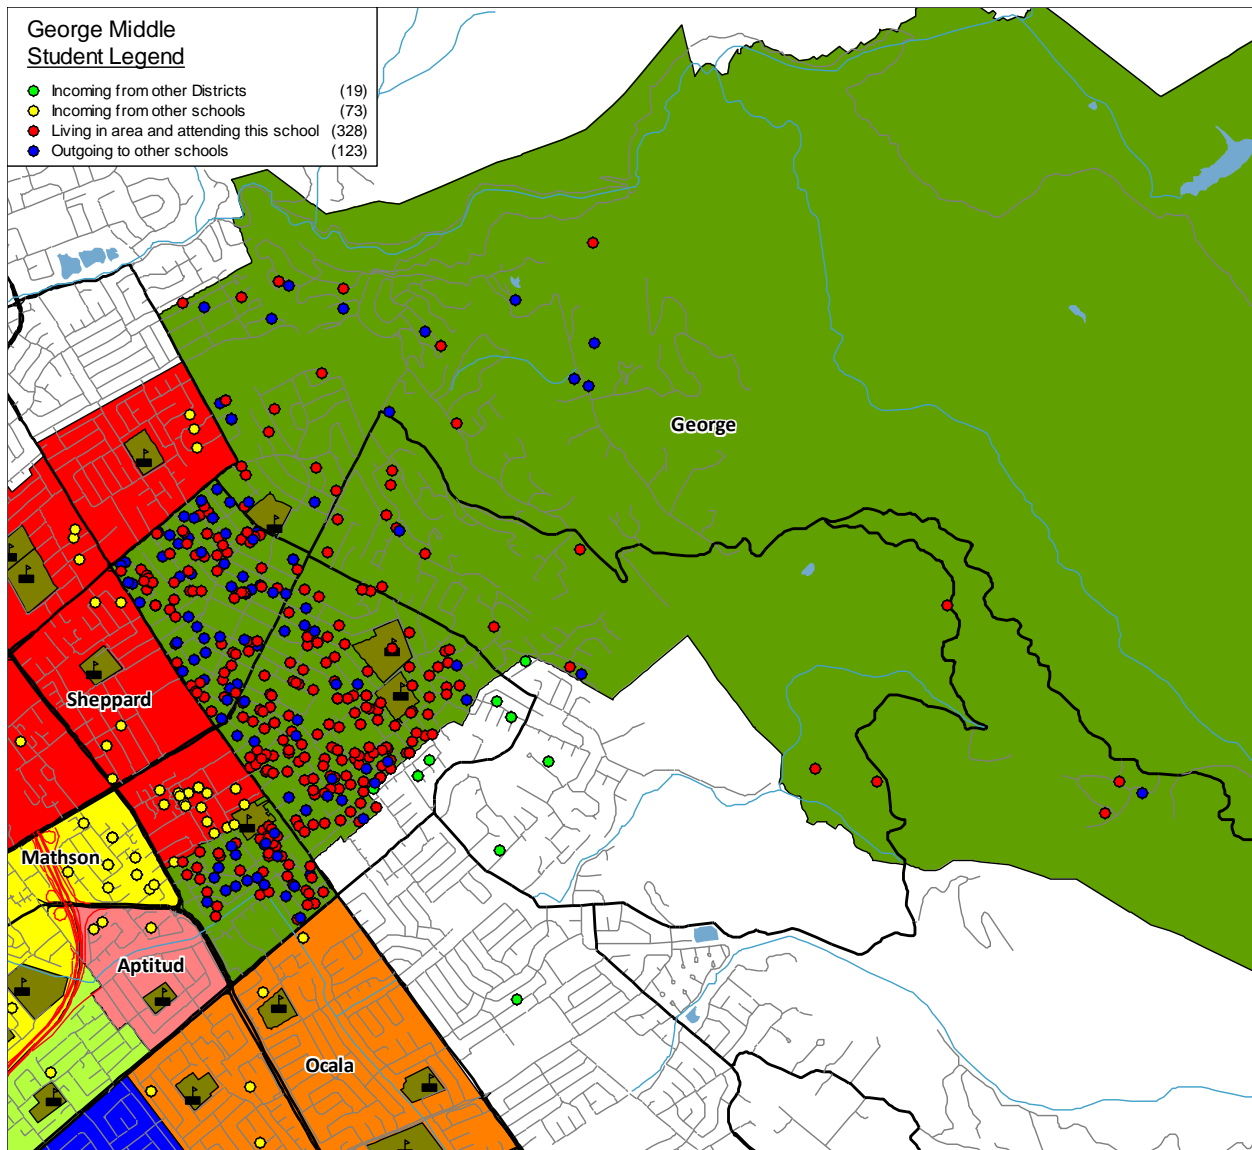 George Middle
Student Legend
Incoming from other Districts (19)
Incoming from other schools (73)
Living in area and attending this school (328)
Outgoing to other schools (123)
George
Sheppard
Mathson
Aptitud
Ocala